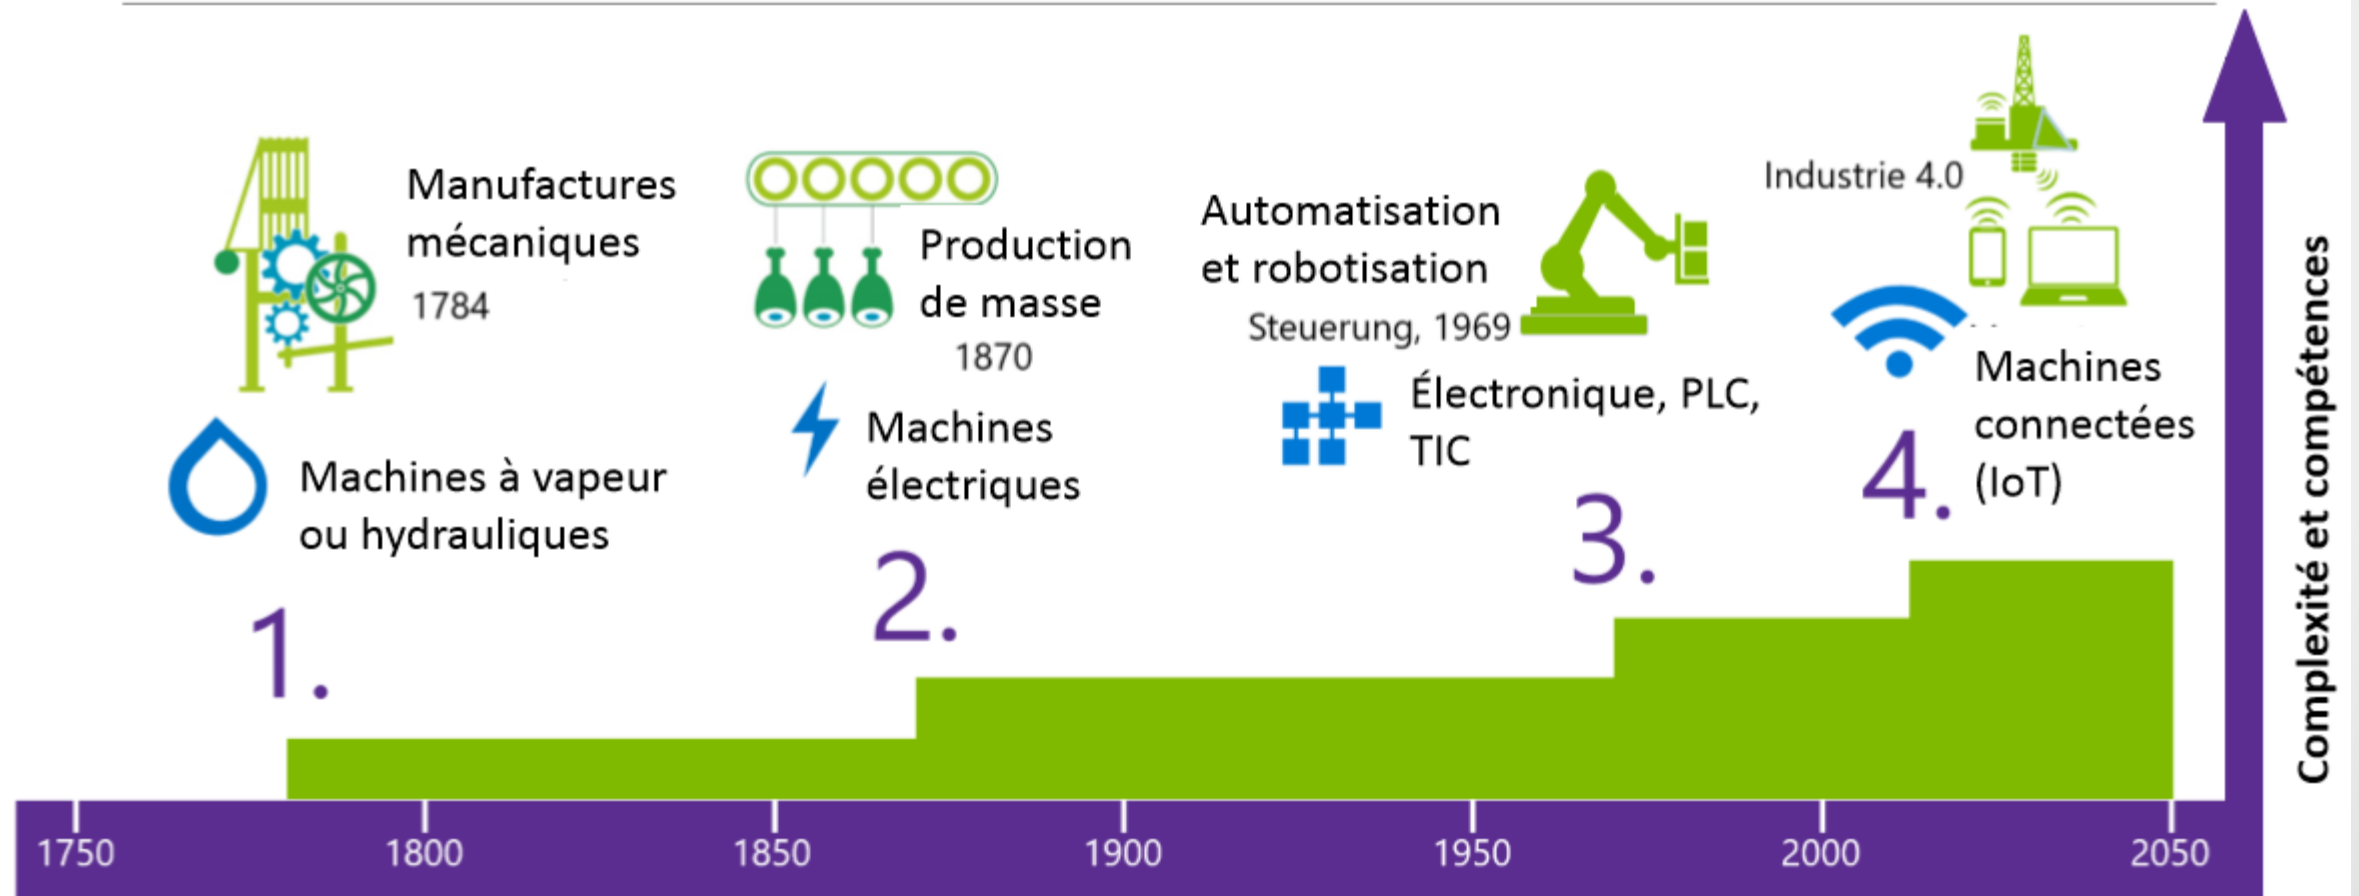 Manufactures
mécaniques
1784
Machines à vapeur
ou hydrauliques
1.
Production
de masse
1870
Machines
électriques
2.
Automatisation
et robotisation
Steuerung, 1969
Électronique, PLC,
TIC
3.
Industrie 4.0
Machines
connectées
(IoT)
4.
Complexité et compétences
1750
1800
1850
1900
1950
2000
2050